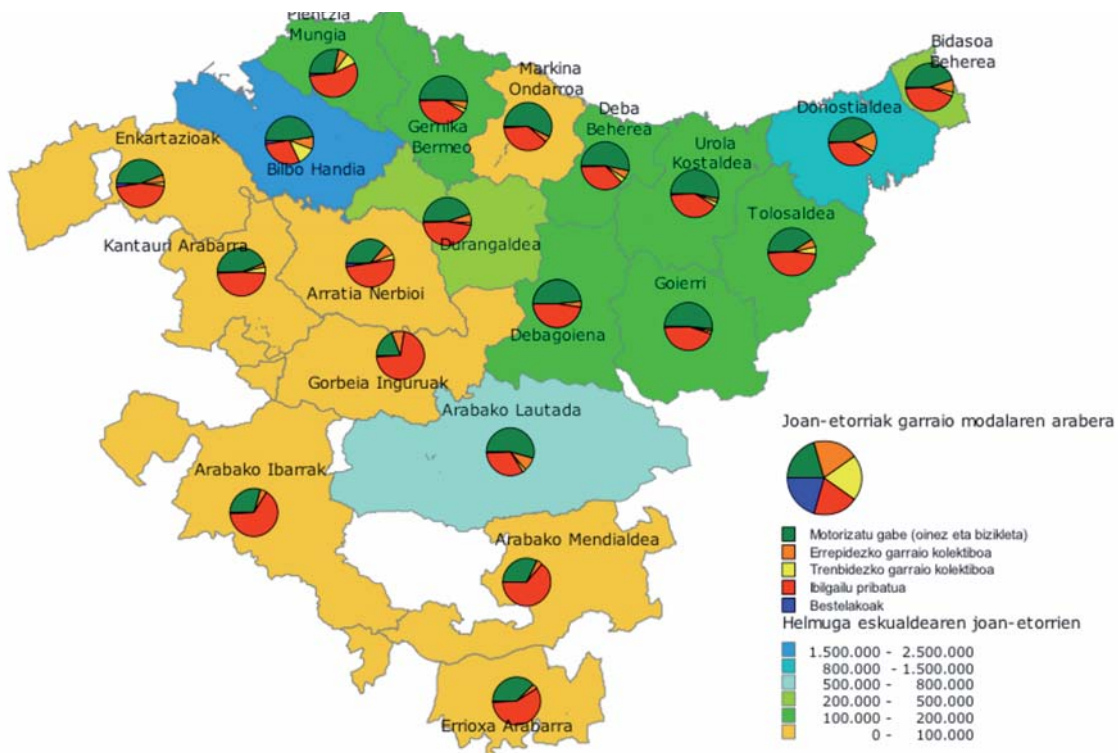 Plentzia
Mungia
Bidasoa
Beherea
Markina
Ondarroa
Deba
Beherea
Donostialdea
Enkartazioak
Gernika
Bermeo
Urola
Kostaldea
Bilbo Handia
Tolosaldea
Kantauri Arabarra
Durangaldea
Arratia Nerbioi
Goierri
Debagoiena
Gorbeia Inguruak
Arabako Lautada
Arabako Ibarrak
Arabako Mendialdea
Errioxa Arabarra
Joan-etorriak garraio modalaren arabera
Motorizatu gabe (oinez eta bizikleta)
Errepidezko garraio kolektiboa
Trenbidezko garraio kolektiboa
Ibilgailu pribatua
Bestelakoak
Helmuga eskualdearen joan-etorrien
1.500.000 - 2.500.000
800.000 - 1.500.000
500.000 - 800.000
200.000 - 500.000
100.000 - 200.000
0 - 100.000